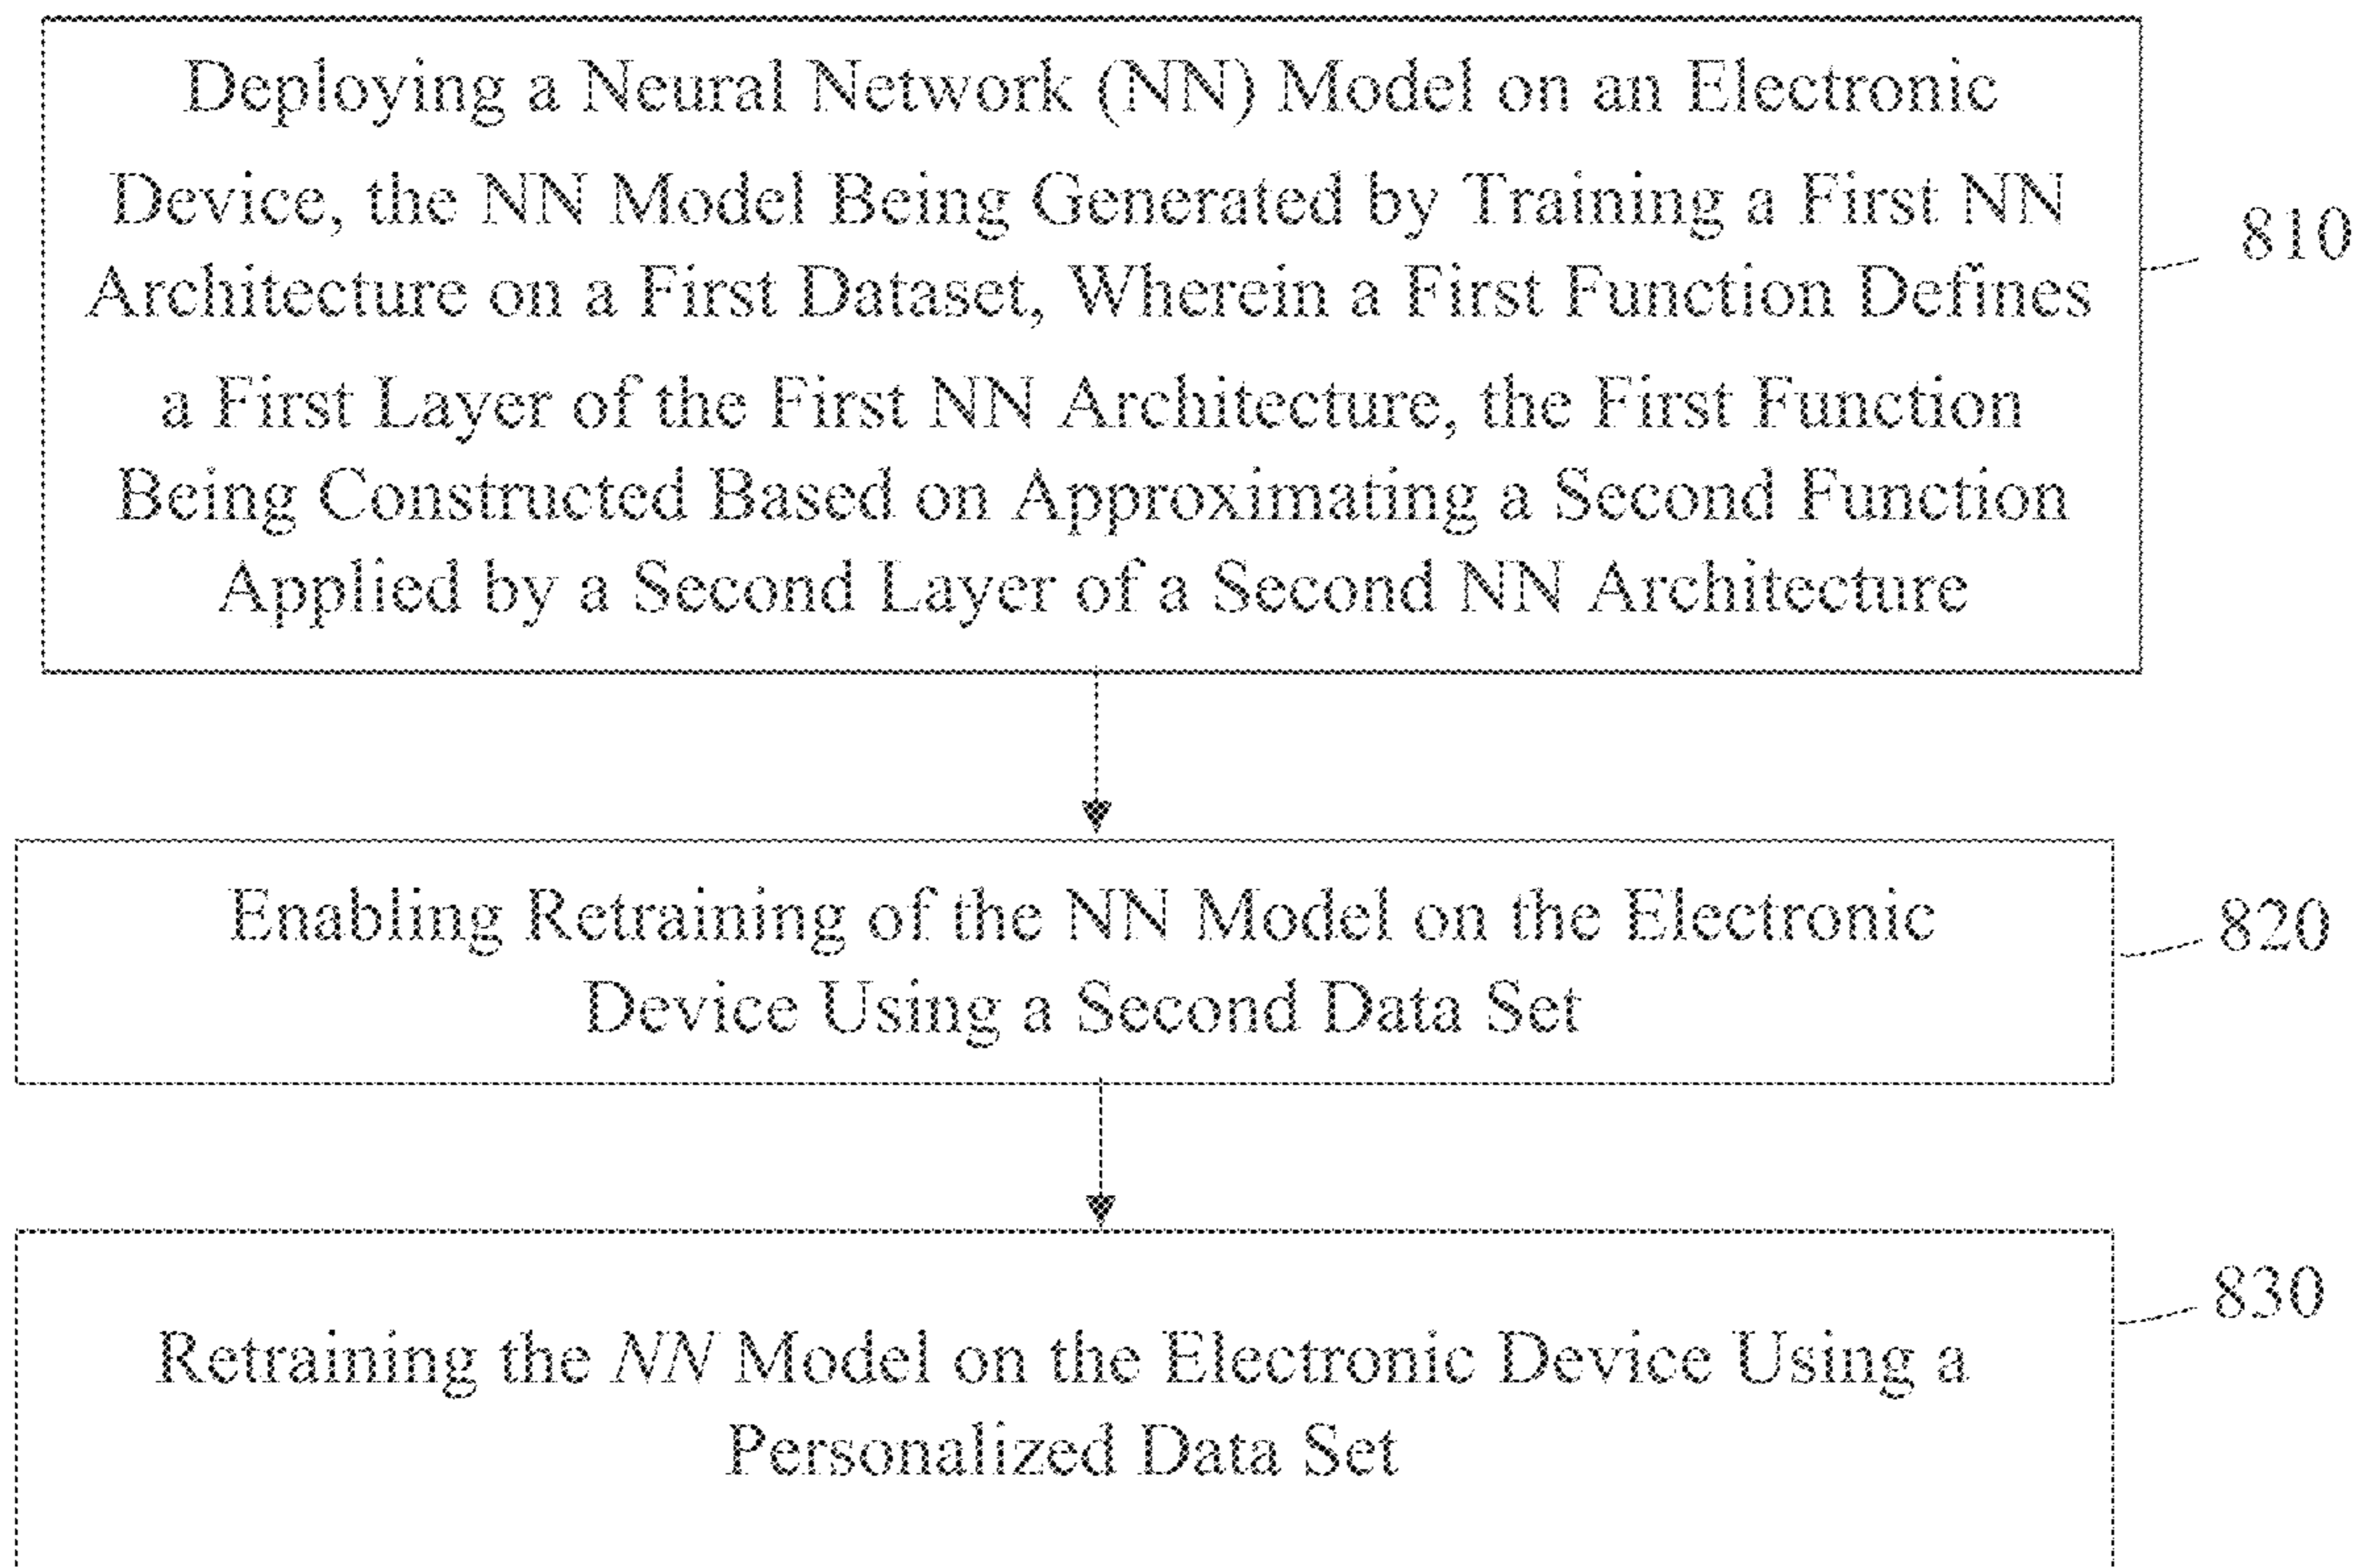 Deploying a Neural Network (NN) Model on an Electronic
Device, the NN Model Being Generated by Training a First NN
Architecture on a First Dataset, Wherein a First Function Defines
a First Layer of the First NN Architecture, the First Function
Being Constructed Based on Approximating a Second Function
Applied by a Second Layer of a Second NN Architecture
810
Enabling Retraining of the NN Model on the Electronic
Device Using a Second Data Set
820
Retraining the NN Model on the Electronic Device Using a
Personalized Data Set
830